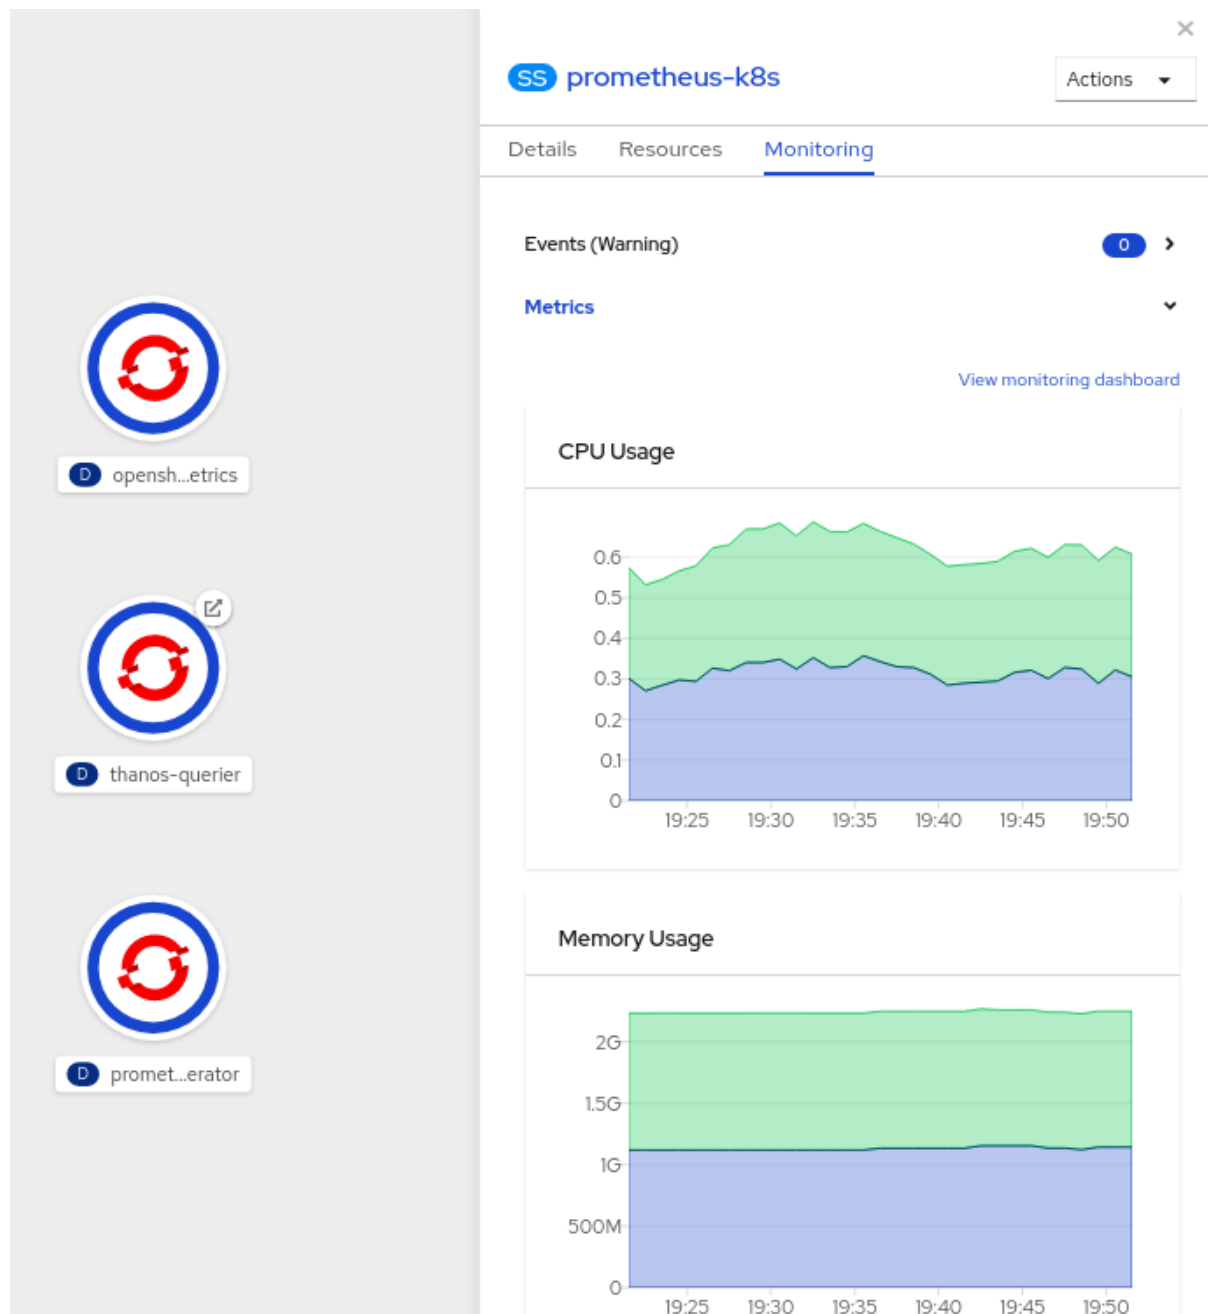 SS prometheus-k8s
Actions
Details Resources Monitoring
Events (Warning) 0
Metrics
View monitoring dashboard
CPU Usage
0.6
0.5
0.4
0.3
0.2
0.1
0
19:25 19:30 19:35 19:40 19:45 19:50
Memory Usage
2G
1.5G
1G
500M
0
19:25 19:30 19:35 19:40 19:45 19:50
D opensh...etrics
D thanos-querier
D promet...erator